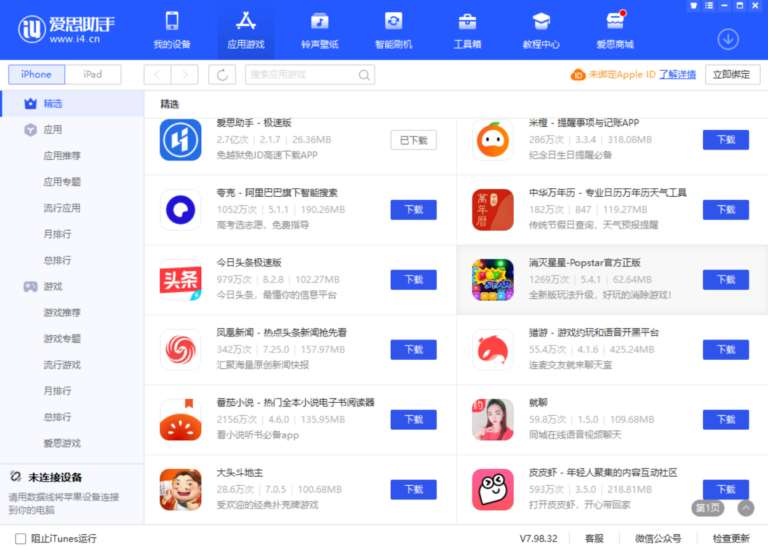 爱思助手
www.i4.cn
我的设备
应用游戏
铃声壁纸
智能刷机
工具箱
教程中心
爱思商城
iPhone
iPad
搜索应用游戏
未绑定Apple ID 了解详情
立即绑定
精选
应用
应用推荐
应用专题
流行应用
月排行
总排行
游戏
游戏推荐
游戏专题
流行游戏
月排行
总排行
爱思游戏
未连接设备
请用数据线将苹果设备连接
到你的电脑
精选
爱思助手 - 极速版
2.7亿次 | 2.1.7 | 26.36MB
免越狱免ID高速下载APP
已下载
米橙 - 提醒事项与记账APP
286万次 | 3.3.4 | 318.08MB
纪念日生日提醒必备
下载
夸克 - 阿里巴巴旗下智能搜索
1052万次 | 5.1.1 | 190.26MB
高考选志愿，免费指导
下载
萬年曆
中华万年历 - 专业日历万年历天气工具
182万次 | 847 | 119.27MB
传统节假日查询，天气预报提醒
下载
头条
今日头条极速版
979万次 | 8.2.8 | 102.27MB
今日头条，最懂你的信息平台
下载
消灭星星-Popstar官方正版
1269万次 | 5.4.1 | 62.64MB
全新版玩法升级，好玩的消除游戏！
下载
凤凰新闻 - 热点头条新闻抢先看
342万次 | 7.25.0 | 157.97MB
汇聚海量原创新闻快报
下载
猎游 - 游戏约玩和语音开黑平台
55.4万次 | 4.1.6 | 425.24MB
连麦交友就来聊天室
下载
番茄小说 - 热门全本小说电子书阅读器
2156万次 | 4.6.0 | 135.95MB
看小说听书必备app
下载
就聊
59.8万次 | 1.5.0 | 109.68MB
同城在线语音视频聊天
下载
大头斗地主
28.6万次 | 7.0.5 | 100.68MB
受欢迎的经典扑克牌游戏
下载
皮皮虾 - 年轻人聚集的内容互动社区
593万次 | 3.5.0 | 218.81MB
打开皮皮虾，开心带回家
下载
第1页
阻止iTunes运行
V7.98.32
客服
微信公众号
检查更新